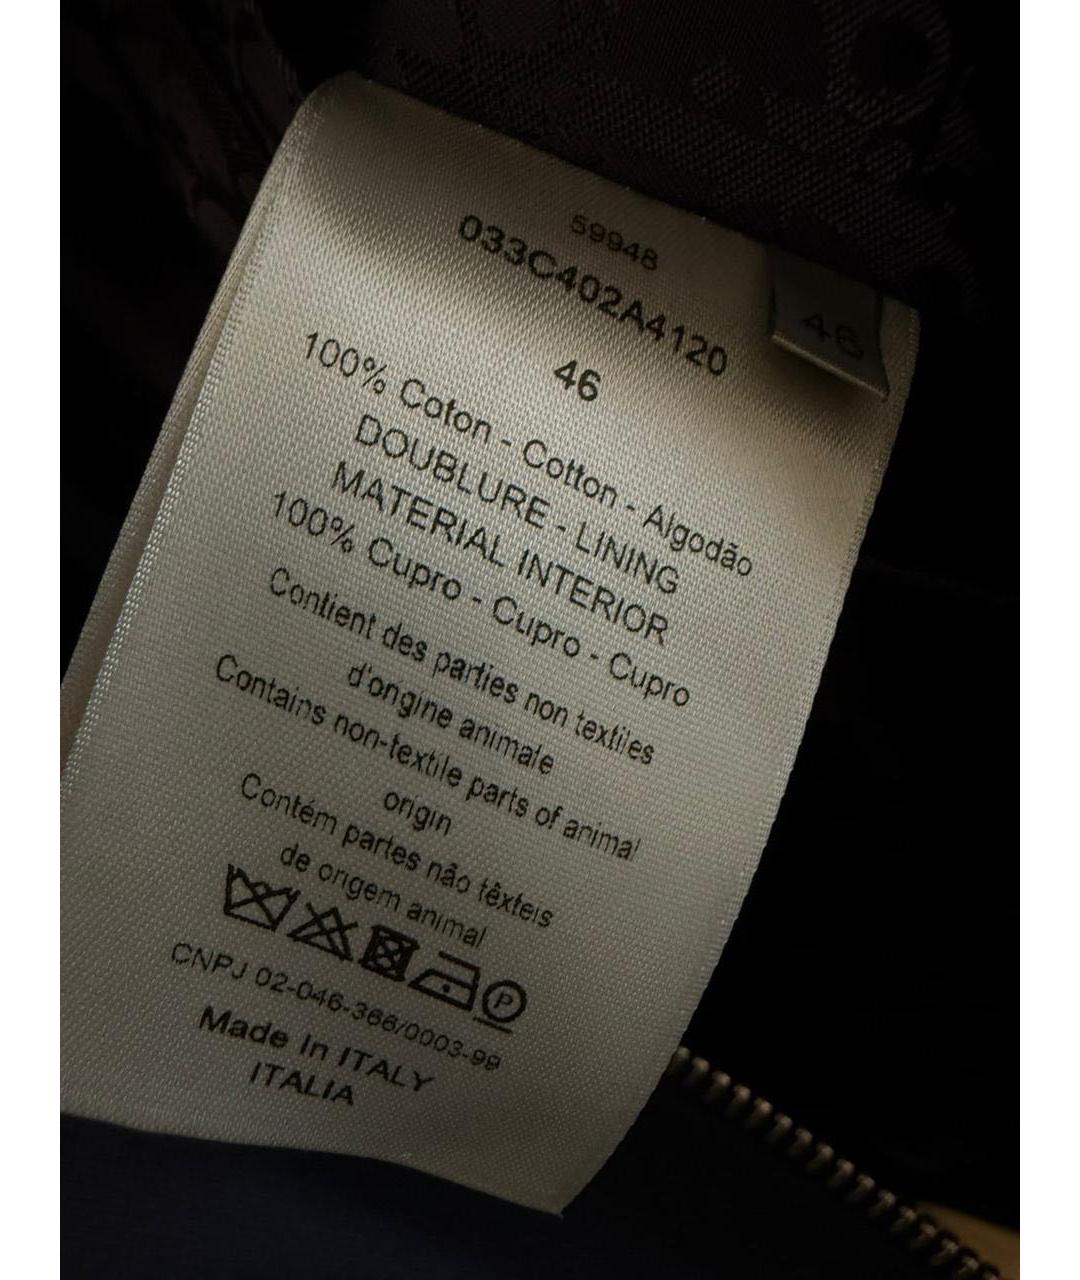 59948
033C402A4120
46
46
100% Coton - Cotton - Algodão
DOUBLURE - LINING
MATERIAL INTERIOR
100% Cupro - Cupro - Cupro
Contient des parties non textiles
d'origine animale
Contains non-textile parts of animal
origin
Contém partes não têxteis
de origem animal
P
CNPJ 02-046-366/0003-99
Made In ITALY
ITALIA